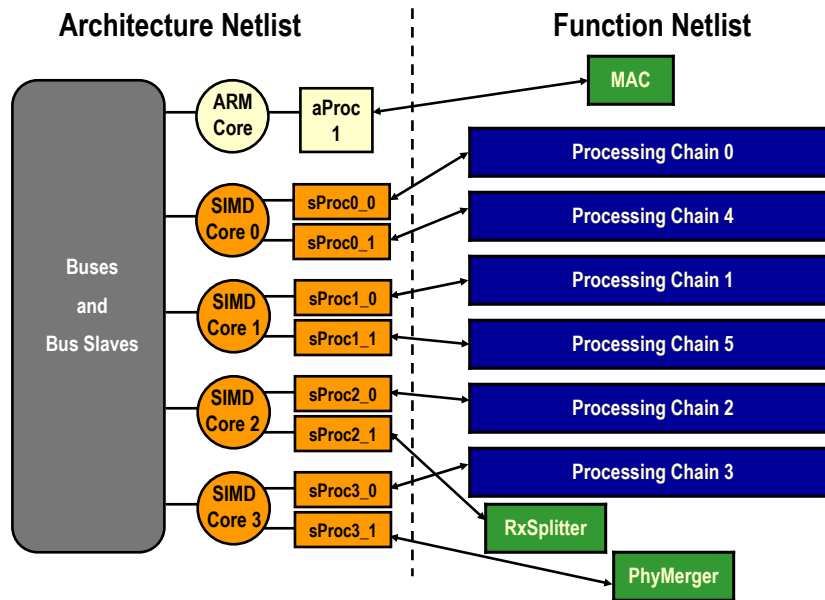 Architecture Netlist
Function Netlist
Buses
and
Bus Slaves
ARM
Core
aProc
1
MAC
SIMD
Core 0
sProc0_0
sProc0_1
Processing Chain 0
Processing Chain 4
SIMD
Core 1
sProc1_0
sProc1_1
Processing Chain 1
Processing Chain 5
SIMD
Core 2
sProc2_0
sProc2_1
Processing Chain 2
Processing Chain 3
SIMD
Core 3
sProc3_0
sProc3_1
RxSplitter
PhyMerger